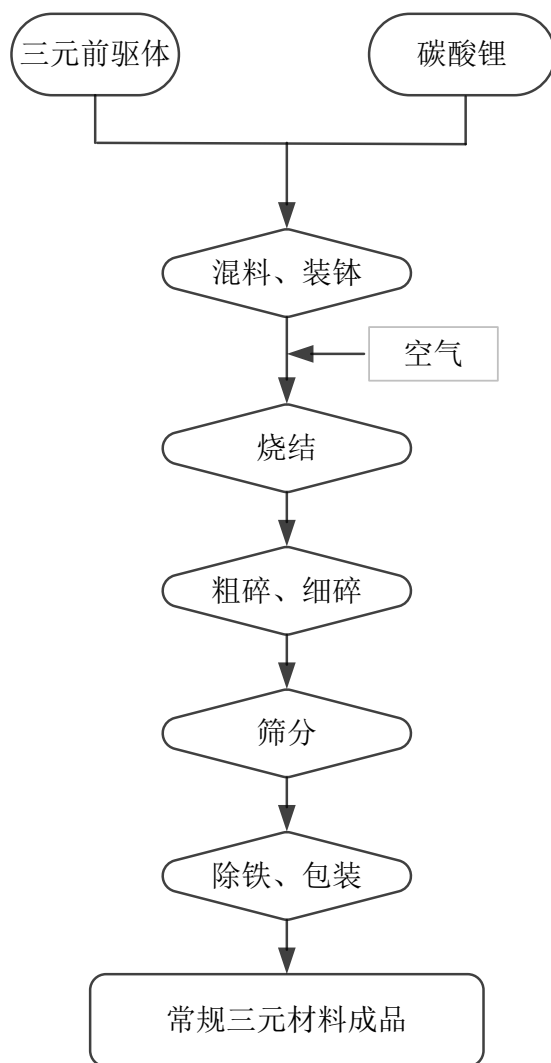 三元前驱体
碳酸锂
混料、装钵
空气
烧结
粗碎、细碎
筛分
除铁、包装
常规三元材料成品